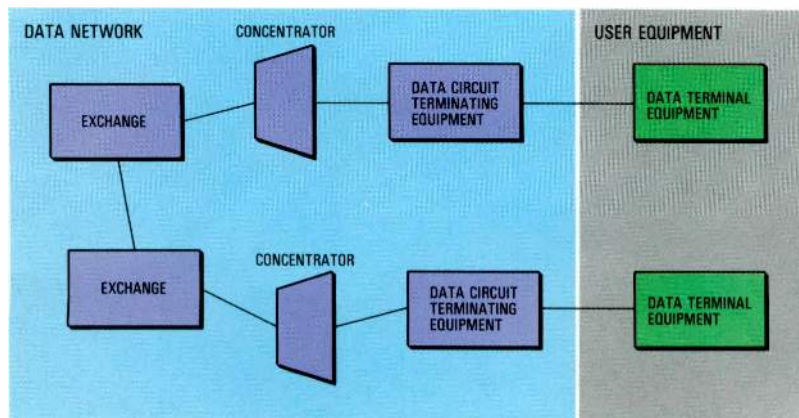 DATA NETWORK
USER EQUIPMENT
CONCENTRATOR
EXCHANGE
DATA CIRCUIT
TERMINATING
EQUIPMENT
DATA TERMINAL
EQUIPMENT
CONCENTRATOR
EXCHANGE
DATA CIRCUIT
TERMINATING
EQUIPMENT
DATA TERMINAL
EQUIPMENT